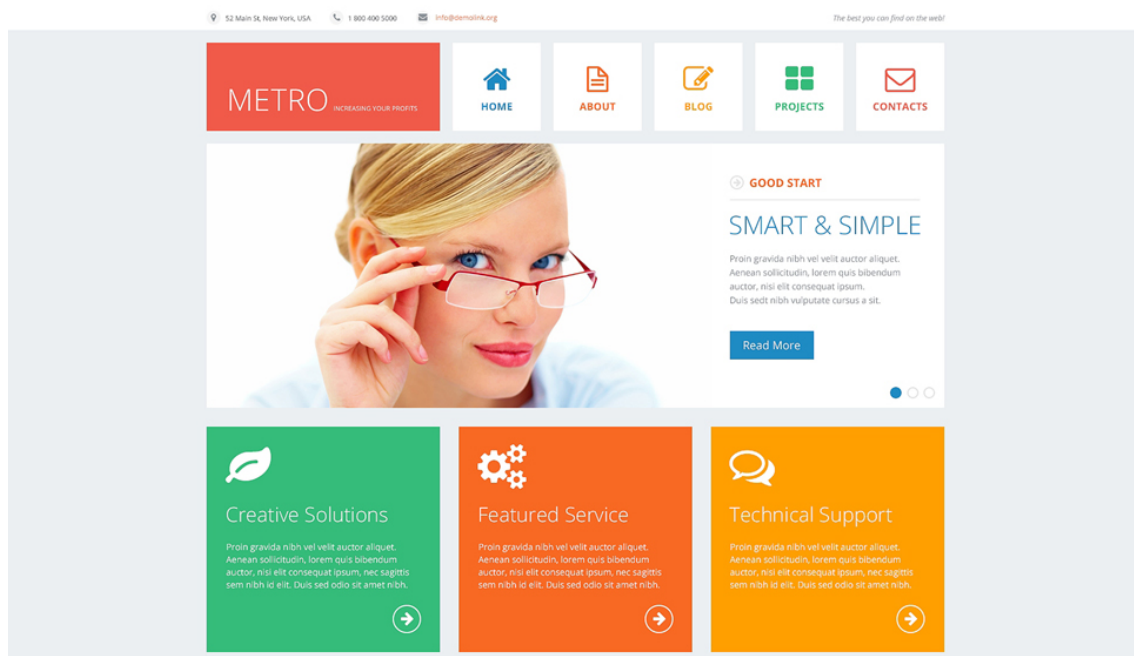 52 Main St, New York, USA
1 800 400 5000
info@demolink.org
The best you can find on the web!
METRO INCREASING YOUR PROFITS
HOME
ABOUT
BLOG
PROJECTS
CONTACTS
GOOD START
SMART & SIMPLE
Proin gravida nibh vel velit auctor aliquet.
Aenean sollicitudin, lorem quis bibendum
auctor, nisi elit consequat ipsum.
Duis sedt nibh vulputate cursus a sit.
Read More
Creative Solutions
Proin gravida nibh vel velit auctor aliquet.
Aenean sollicitudin, lorem quis bibendum
auctor, nisi elit consequat ipsum, nec sagittis
sem nibh id elit. Duis sed odio sit amet nibh.
Featured Service
Proin gravida nibh vel velit auctor aliquet.
Aenean sollicitudin, lorem quis bibendum
auctor, nisi elit consequat ipsum, nec sagittis
sem nibh id elit. Duis sed odio sit amet nibh.
Technical Support
Proin gravida nibh vel velit auctor aliquet.
Aenean sollicitudin, lorem quis bibendum
auctor, nisi elit consequat ipsum, nec sagittis
sem nibh id elit. Duis sed odio sit amet nibh.